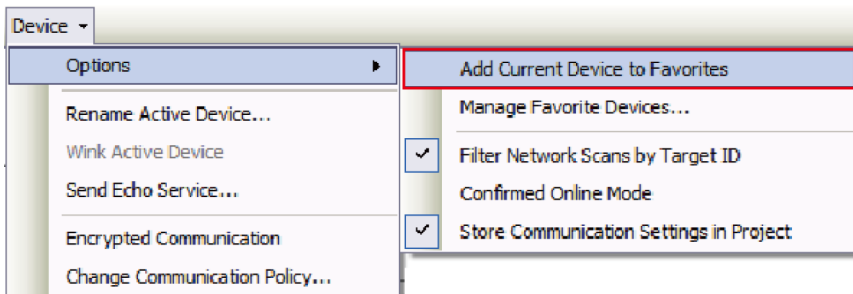 Device
Options
Rename Active Device...
Wink Active Device
Send Echo Service...
Encrypted Communication
Change Communication Policy...
Add Current Device to Favorites
Manage Favorite Devices...
Filter Network Scans by Target ID
Confirmed Online Mode
Store Communication Settings in Project